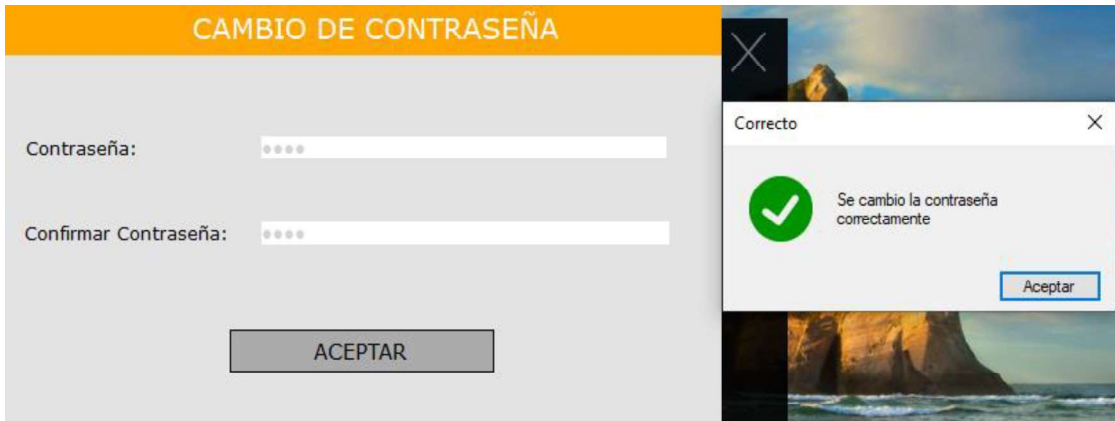 CAMBIO DE CONTRASEÑA
Contraseña:
Confirmar Contraseña:
ACEPTAR
Correcto
Se cambio la contraseña
correctamente
Aceptar